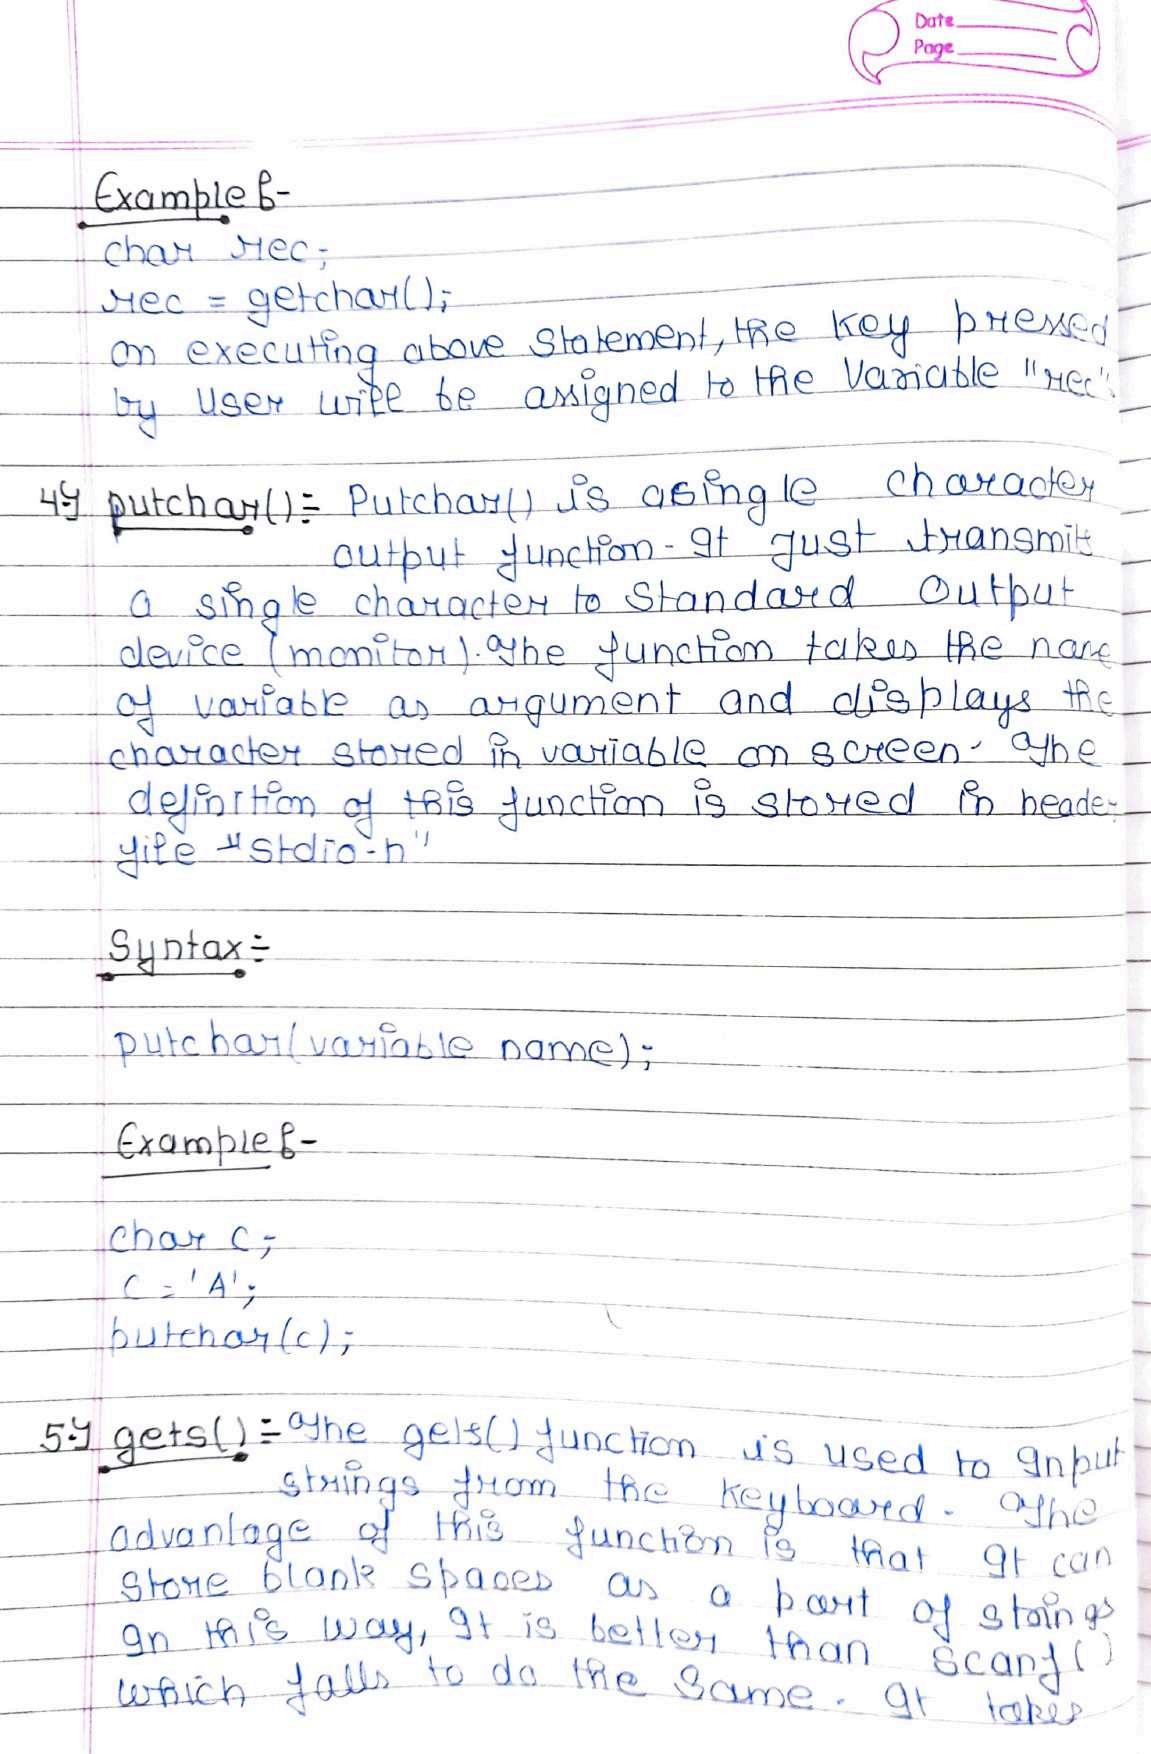 Date
Page
Example :-
char rec;
rec = getchar();
on executing above statement, the key pressed
by user will be assigned to the variable "rec".
4) putchar() :- Putchar() is a single character
output function. It just transmits
a single character to standard output
device (monitor). The function takes the name
of variable as argument and displays the
character stored in variable on screen. The
definition of this function is stored in header
file "stdio.h"
Syntax :-
putchar(variable name);
Example :-
char c;
c = 'A';
putchar(c);
5.) gets() :- The gets() function is used to Input
strings from the keyboard. The
advantage of this function is that It can
store blank spaces as a part of strings
In this way, It is better than scanf()
which falls to do the same. It takes